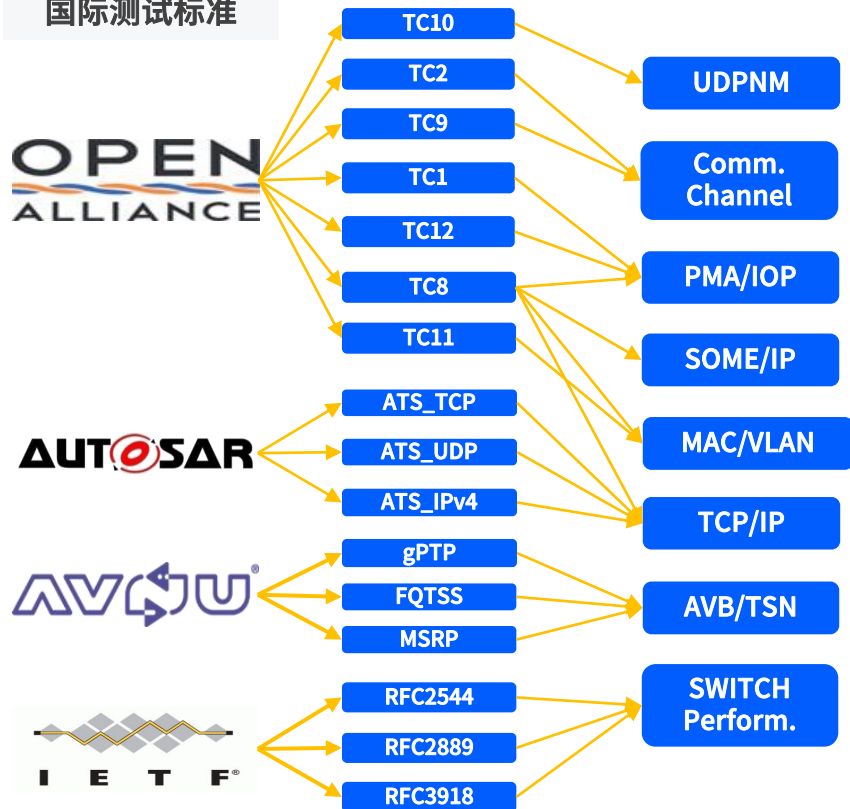 国际测试标准
OPEN
ALLIANCE
TC10
TC2
TC9
TC1
TC12
TC8
TC11
UDPNM
Comm.
Channel
PMA/IOP
SOME/IP
MAC/VLAN
TCP/IP
AUTOSAR
ATS_TCP
ATS_UDP
ATS_IPv4
AVNU®
gPTP
FQTSS
MSRP
AVB/TSN
IETF®
RFC2544
RFC2889
RFC3918
SWITCH
Perform.